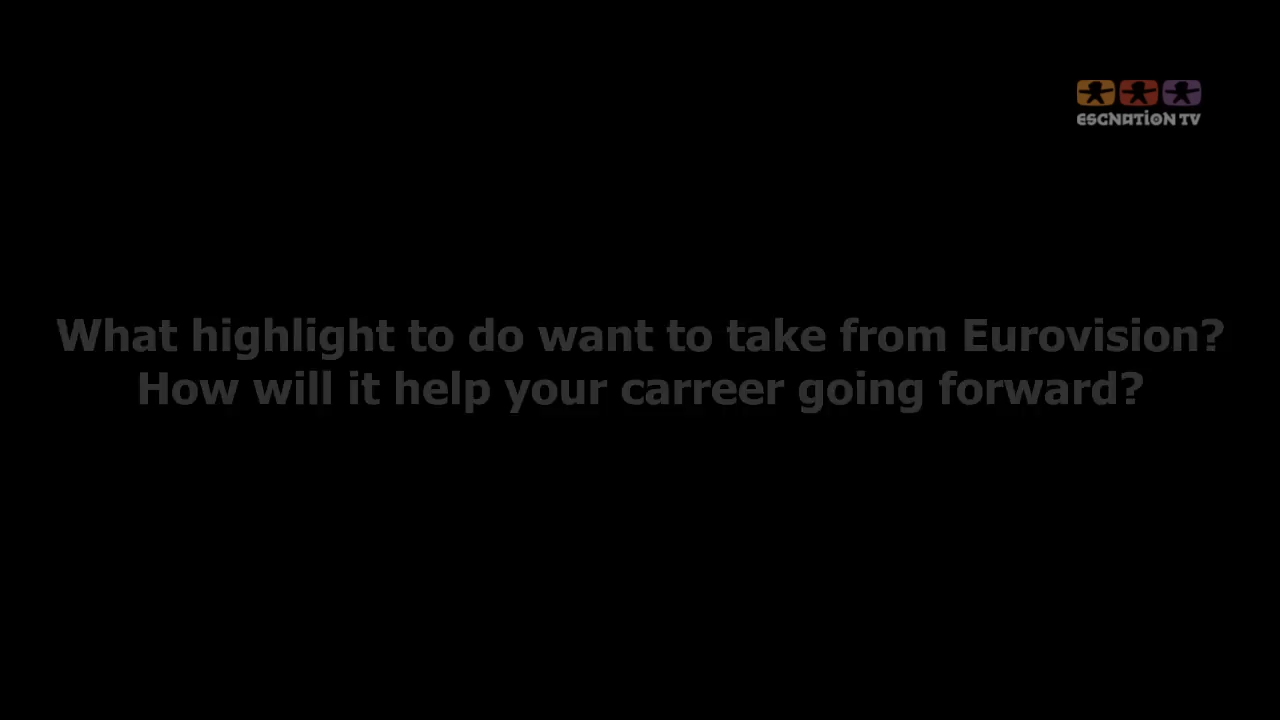 ESCNATION TV
What highlight to do want to take from Eurovision?
How will it help your carreer going forward?